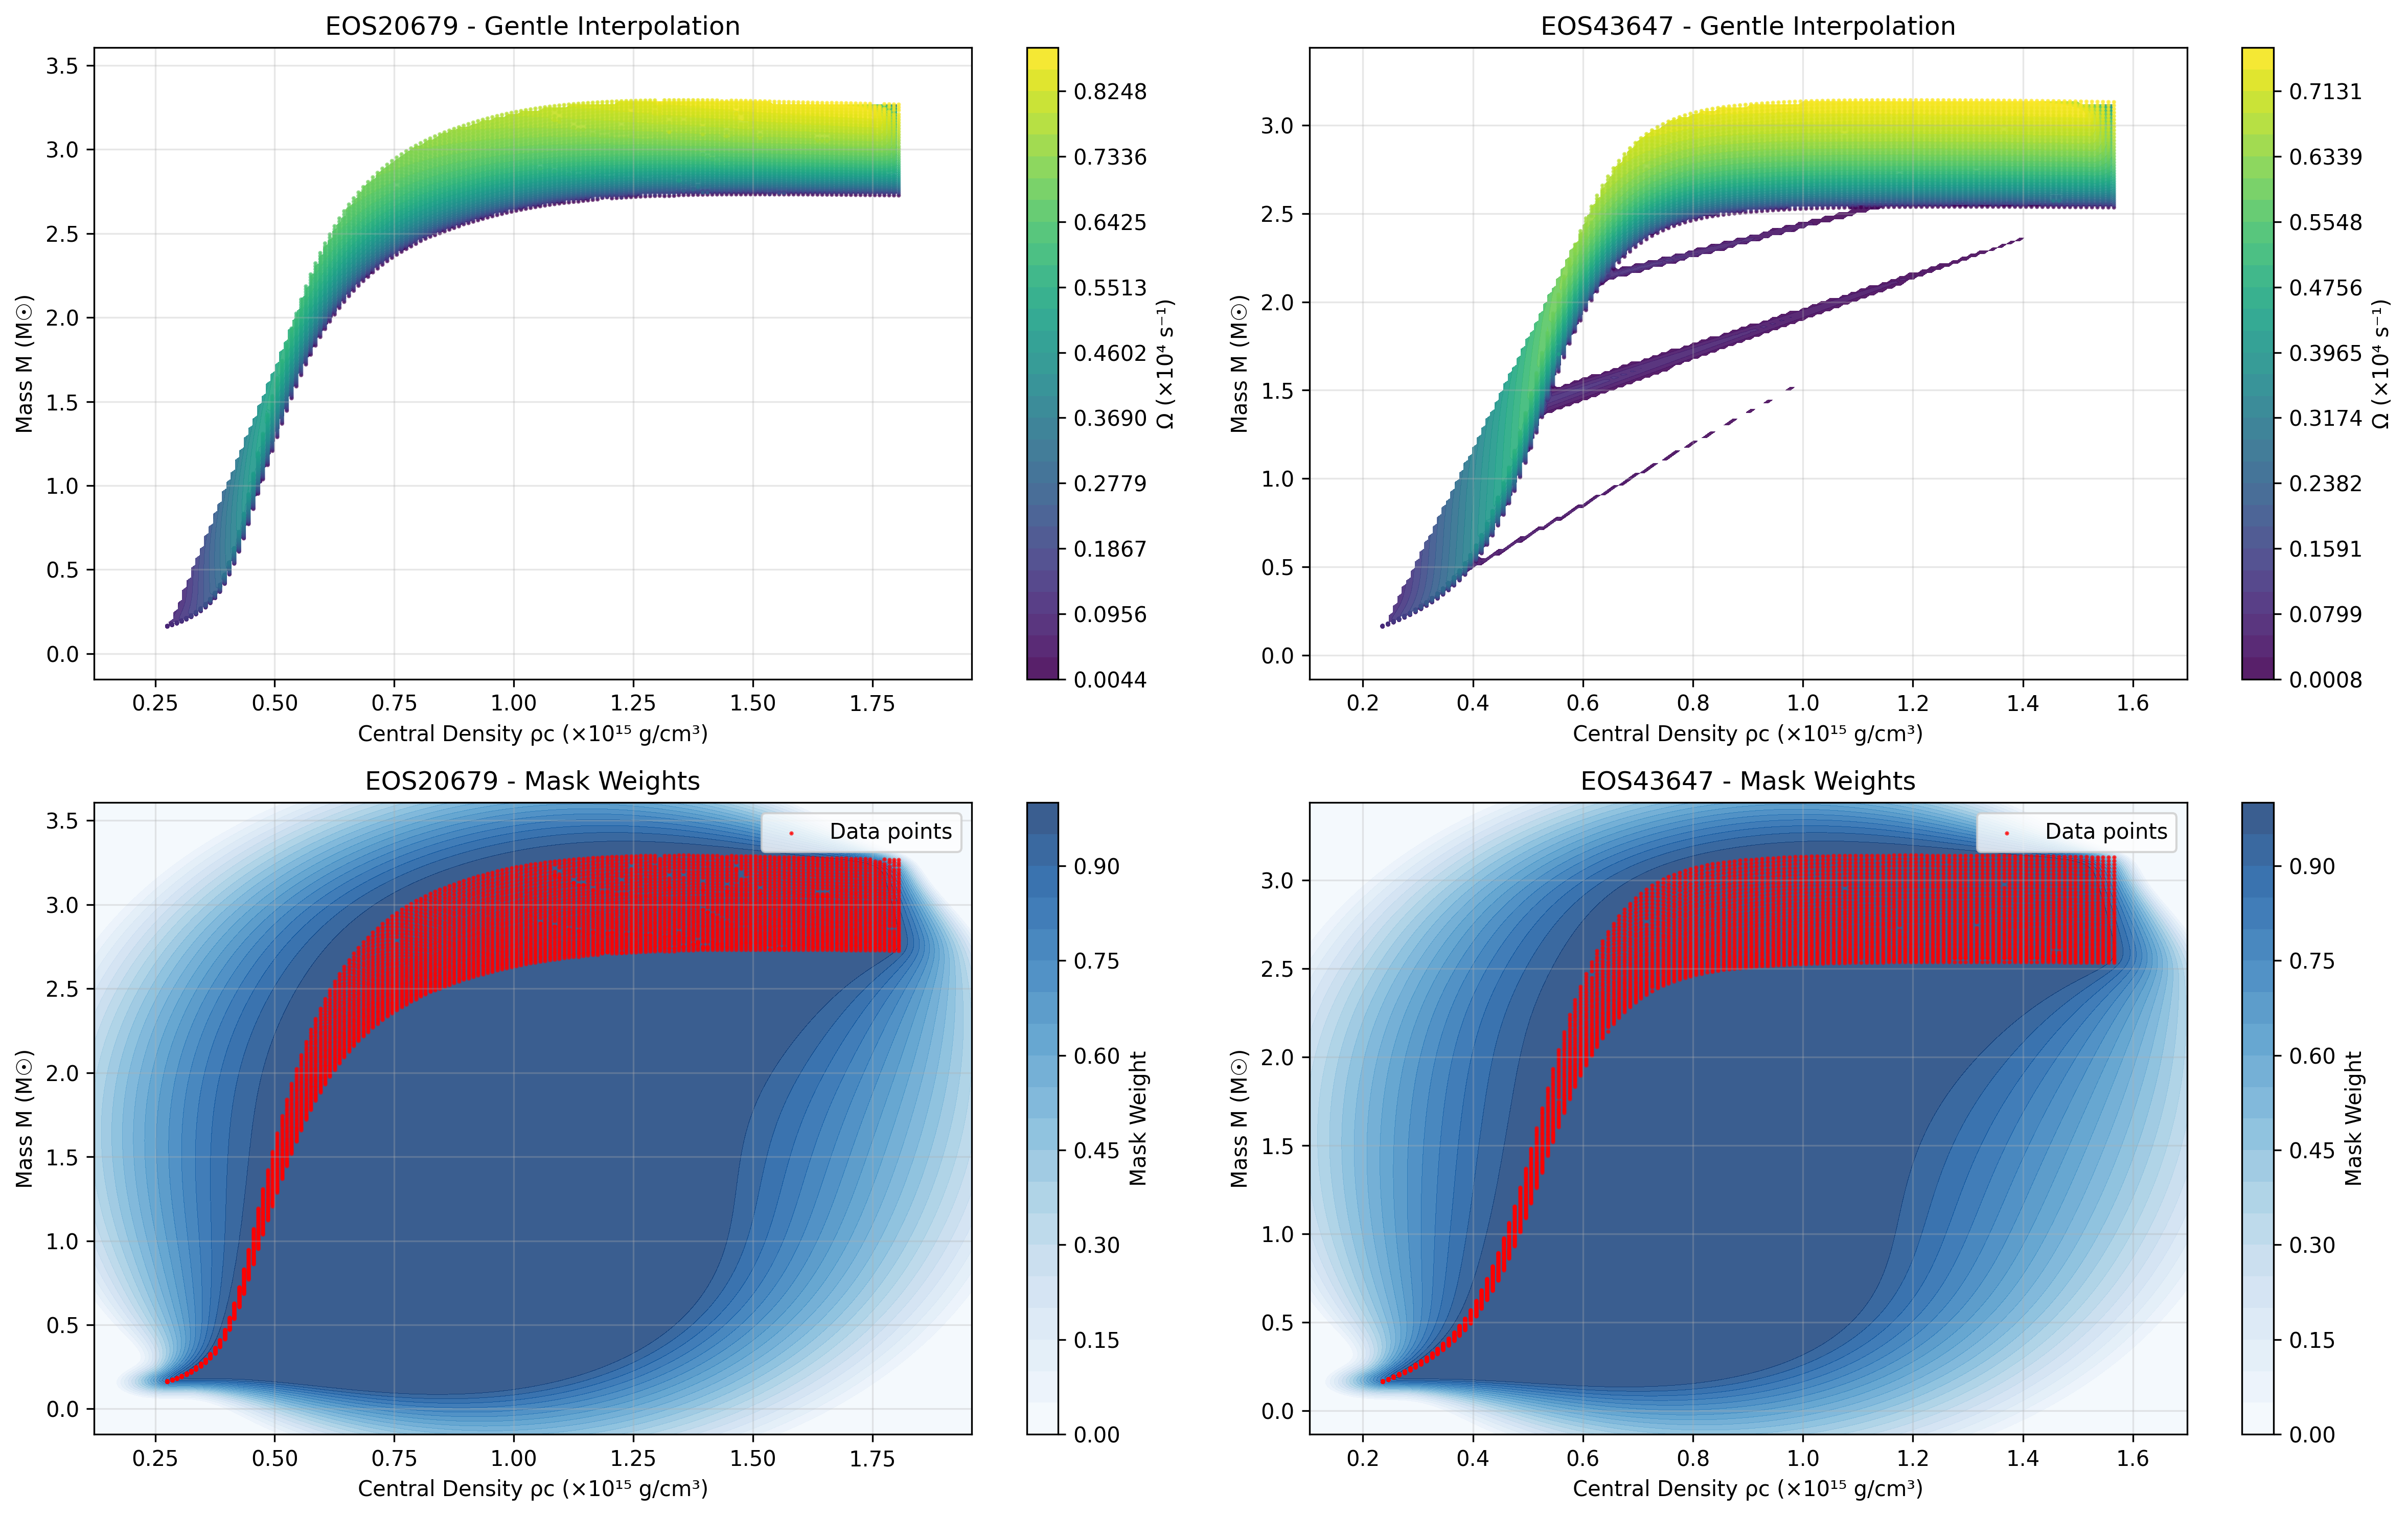 EOS20679 - Gentle Interpolation
3.5
3.0
2.5
2.0
1.5
1.0
0.5
0.0
Mass M (M☉)
0.25 0.50 0.75 1.00 1.25 1.50 1.75
Central Density ρc (×10¹⁵ g/cm³)
0.8248
0.7336
0.6425
0.5513
0.4602
0.3690
0.2779
0.1867
0.0956
0.0044
Ω (×10⁴ s⁻¹)
EOS43647 - Gentle Interpolation
3.0
2.5
2.0
1.5
1.0
0.5
0.0
Mass M (M☉)
0.2 0.4 0.6 0.8 1.0 1.2 1.4 1.6
Central Density ρc (×10¹⁵ g/cm³)
0.7131
0.6339
0.5548
0.4756
0.3965
0.3174
0.2382
0.1591
0.0799
0.0008
Ω (×10⁴ s⁻¹)
EOS20679 - Mask Weights
Data points
3.5
3.0
2.5
2.0
1.5
1.0
0.5
0.0
Mass M (M☉)
0.25 0.50 0.75 1.00 1.25 1.50 1.75
Central Density ρc (×10¹⁵ g/cm³)
0.90
0.75
0.60
0.45
0.30
0.15
0.00
Mask Weight
EOS43647 - Mask Weights
Data points
3.0
2.5
2.0
1.5
1.0
0.5
0.0
Mass M (M☉)
0.2 0.4 0.6 0.8 1.0 1.2 1.4 1.6
Central Density ρc (×10¹⁵ g/cm³)
0.90
0.75
0.60
0.45
0.30
0.15
0.00
Mask Weight